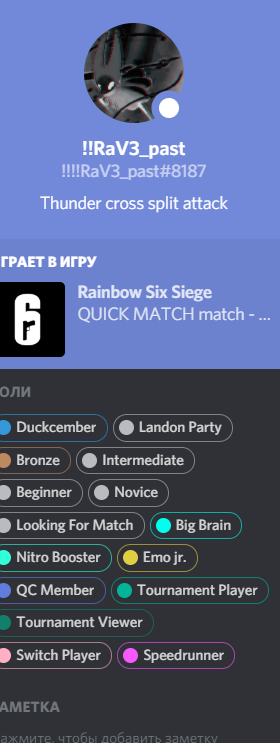 !!RaV3_past
!!!!RaV3_past#8187
Thunder cross split attack
ГРАЕТ В ИГРУ
Rainbow Six Siege
QUICK MATCH match - ...
ОЛИ
Duckcember Landon Party
Bronze Intermediate
Beginner Novice
Looking For Match Big Brain
Nitro Booster Emo jr.
QC Member Tournament Player
Tournament Viewer
Switch Player Speedrunner
АМЕТКА
ажмите, чтобы добавить заметку